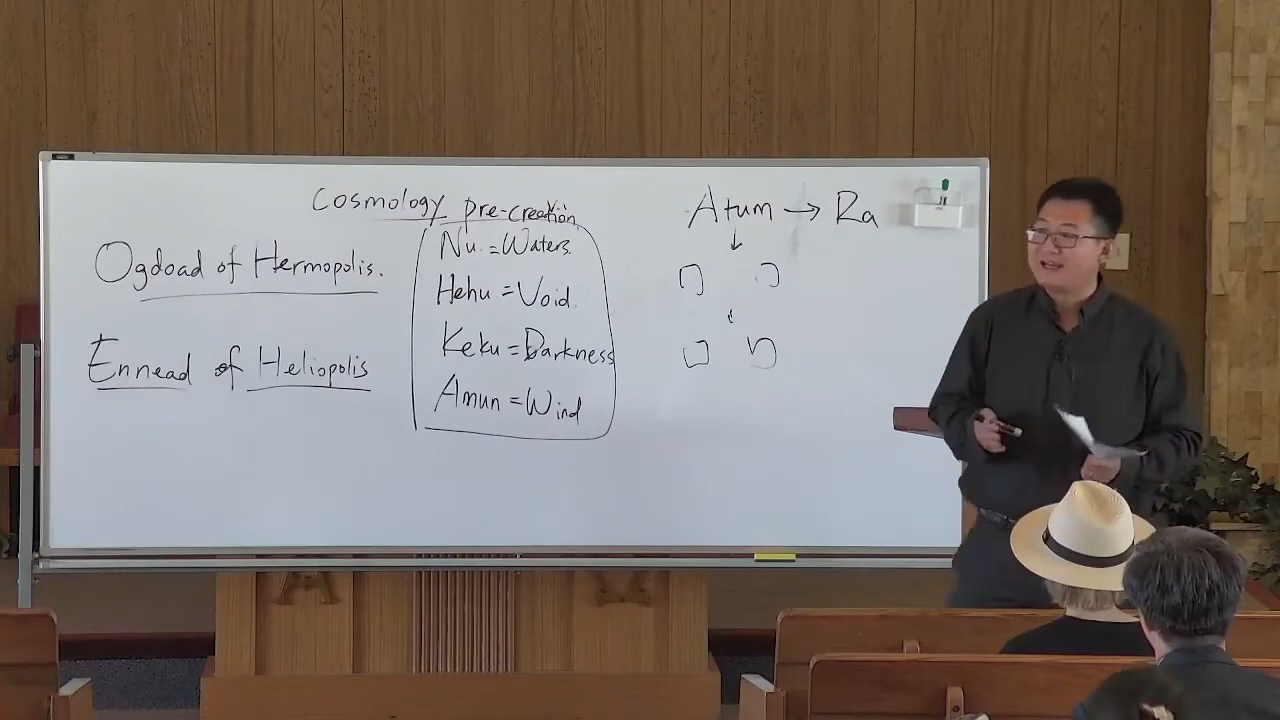 Cosmology
Ogdoad of Hermopolis.
Ennead of Heliopolis
pre-creation
Nu = Waters
Hehu = Void
Keku = Darkness
Amun = Wind
Atum → Ra